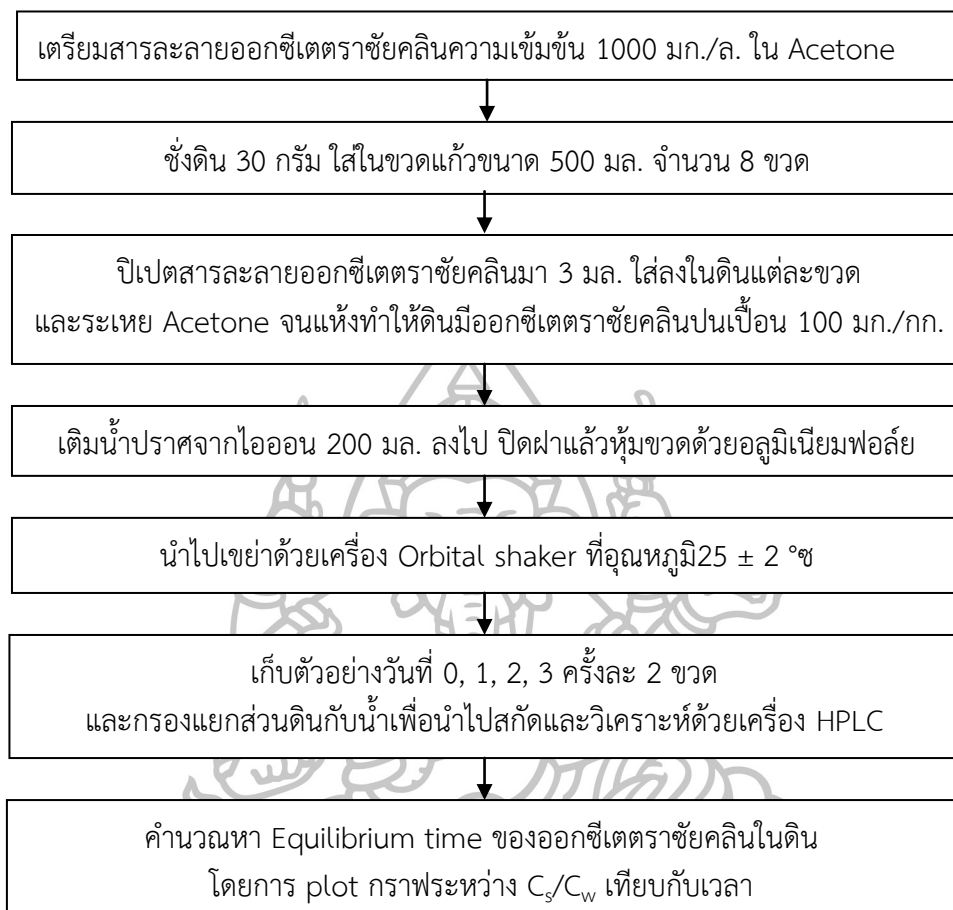 เตรียมสารละลายออกซีเตตราซัยคลินความเข้มข้น 1000 มก./ล. ใน Acetone
ชั่งดิน 30 กรัม ใส่ในขวดแก้วขนาด 500 มล. จำนวน 8 ขวด
ปิเปตสารละลายออกซีเตตราซัยคลินมา 3 มล. ใส่ลงในดินแต่ละขวด
และระเหย Acetone จนแห้งทำให้ดินมีออกซีเตตราซัยคลินปนเปื้อน 100 มก./กก.
เติมน้ำปราศจากไอออน 200 มล. ลงไป ปิดฝาแล้วหุ้มขวดด้วยอลูมิเนียมฟอล์ย
นำไปเขย่าด้วยเครื่อง Orbital shaker ที่อุณหภูมิ25 ± 2 °ซ
เก็บตัวอย่างวันที่ 0, 1, 2, 3 ครั้งละ 2 ขวด
และกรองแยกส่วนดินกับน้ำเพื่อนำไปสกัดและวิเคราะห์ด้วยเครื่อง HPLC
คำนวณหา Equilibrium time ของออกซีเตตราซัยคลินในดิน
โดยการ plot กราฟระหว่าง Cₛ/C_w เทียบกับเวลา